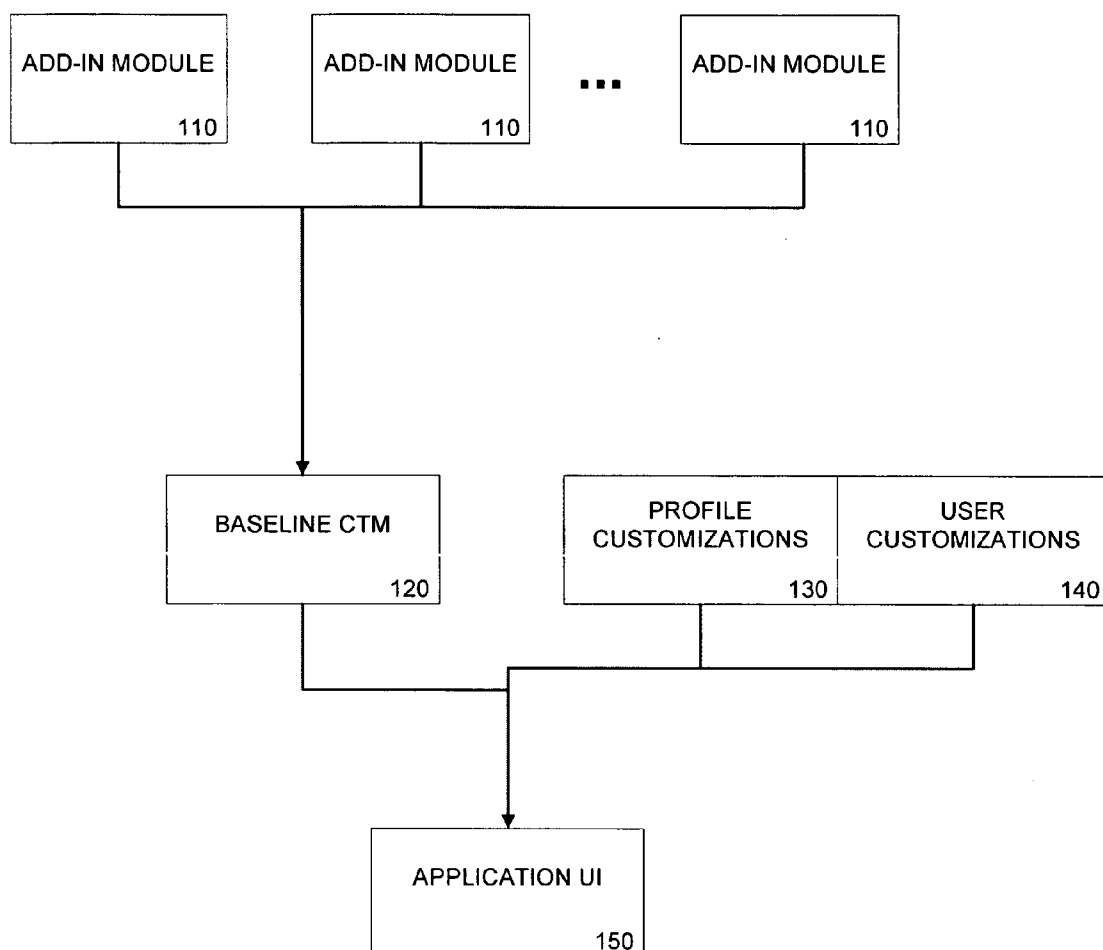 ADD-IN MODULE
110
ADD-IN MODULE
110
...
ADD-IN MODULE
110
BASELINE CTM
120
PROFILE
CUSTOMIZATIONS
130
USER
CUSTOMIZATIONS
140
APPLICATION UI
150